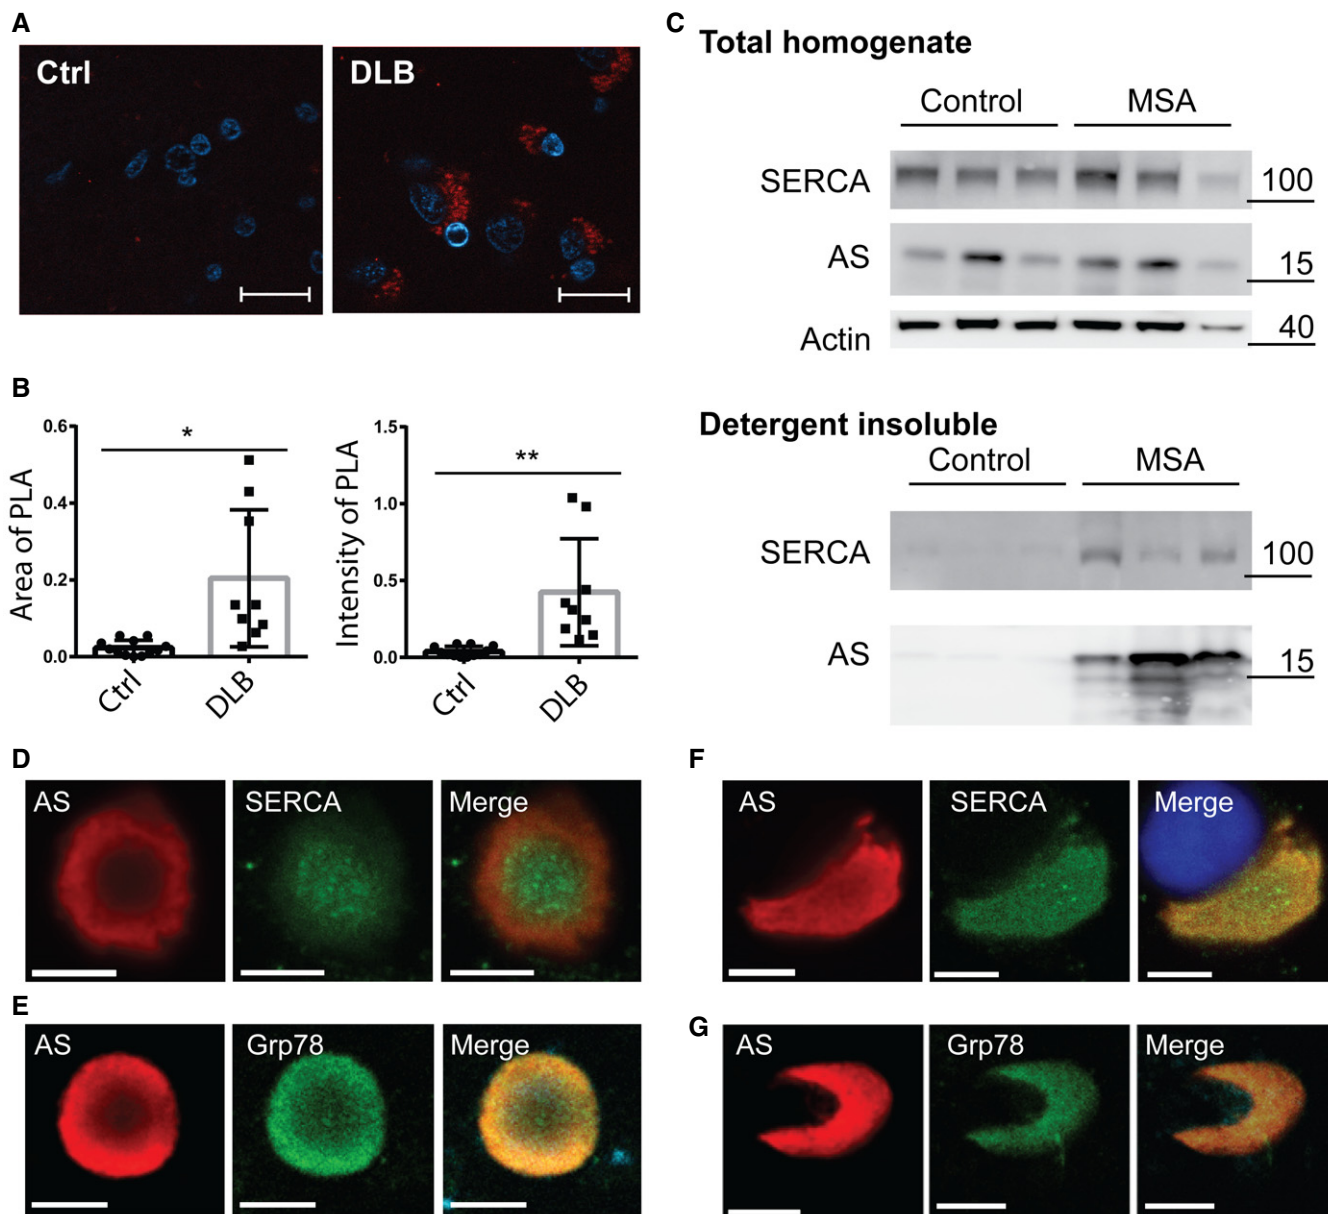 A
Ctrl
DLB
B
Area of PLA
0.6
0.4
0.2
0.0
*
Ctrl
DLB
Intensity of PLA
1.5
1.0
0.5
0.0
**
Ctrl
DLB
C
Total homogenate
Control MSA
SERCA 100
AS 15
Actin 40
Detergent insoluble
Control MSA
SERCA 100
AS 15
D
AS SERCA Merge
E
AS Grp78 Merge
F
AS SERCA Merge
G
AS Grp78 Merge